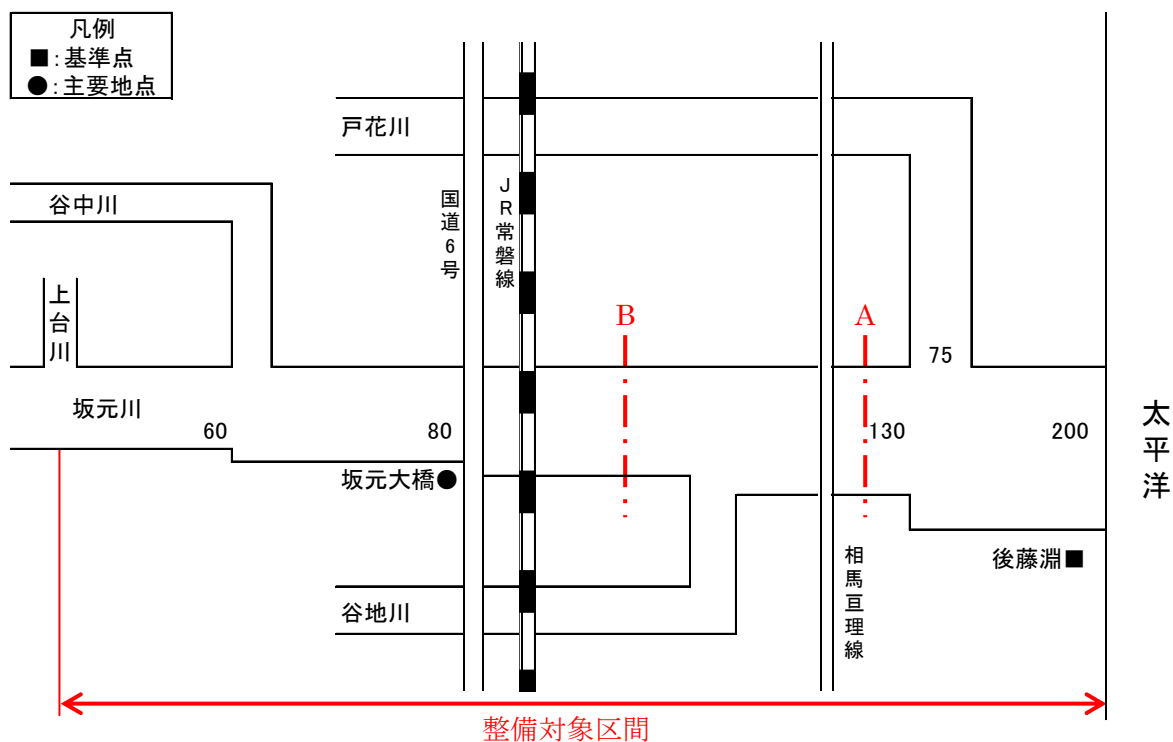 凡例
■:基準点
●:主要地点
戸花川
谷中川
国道6号
JR常磐線
上台川
B
A
75
坂元川
60
80
130
200
太平洋
坂元大橋●
後藤淵■
相馬亘理線
谷地川
整備対象区間